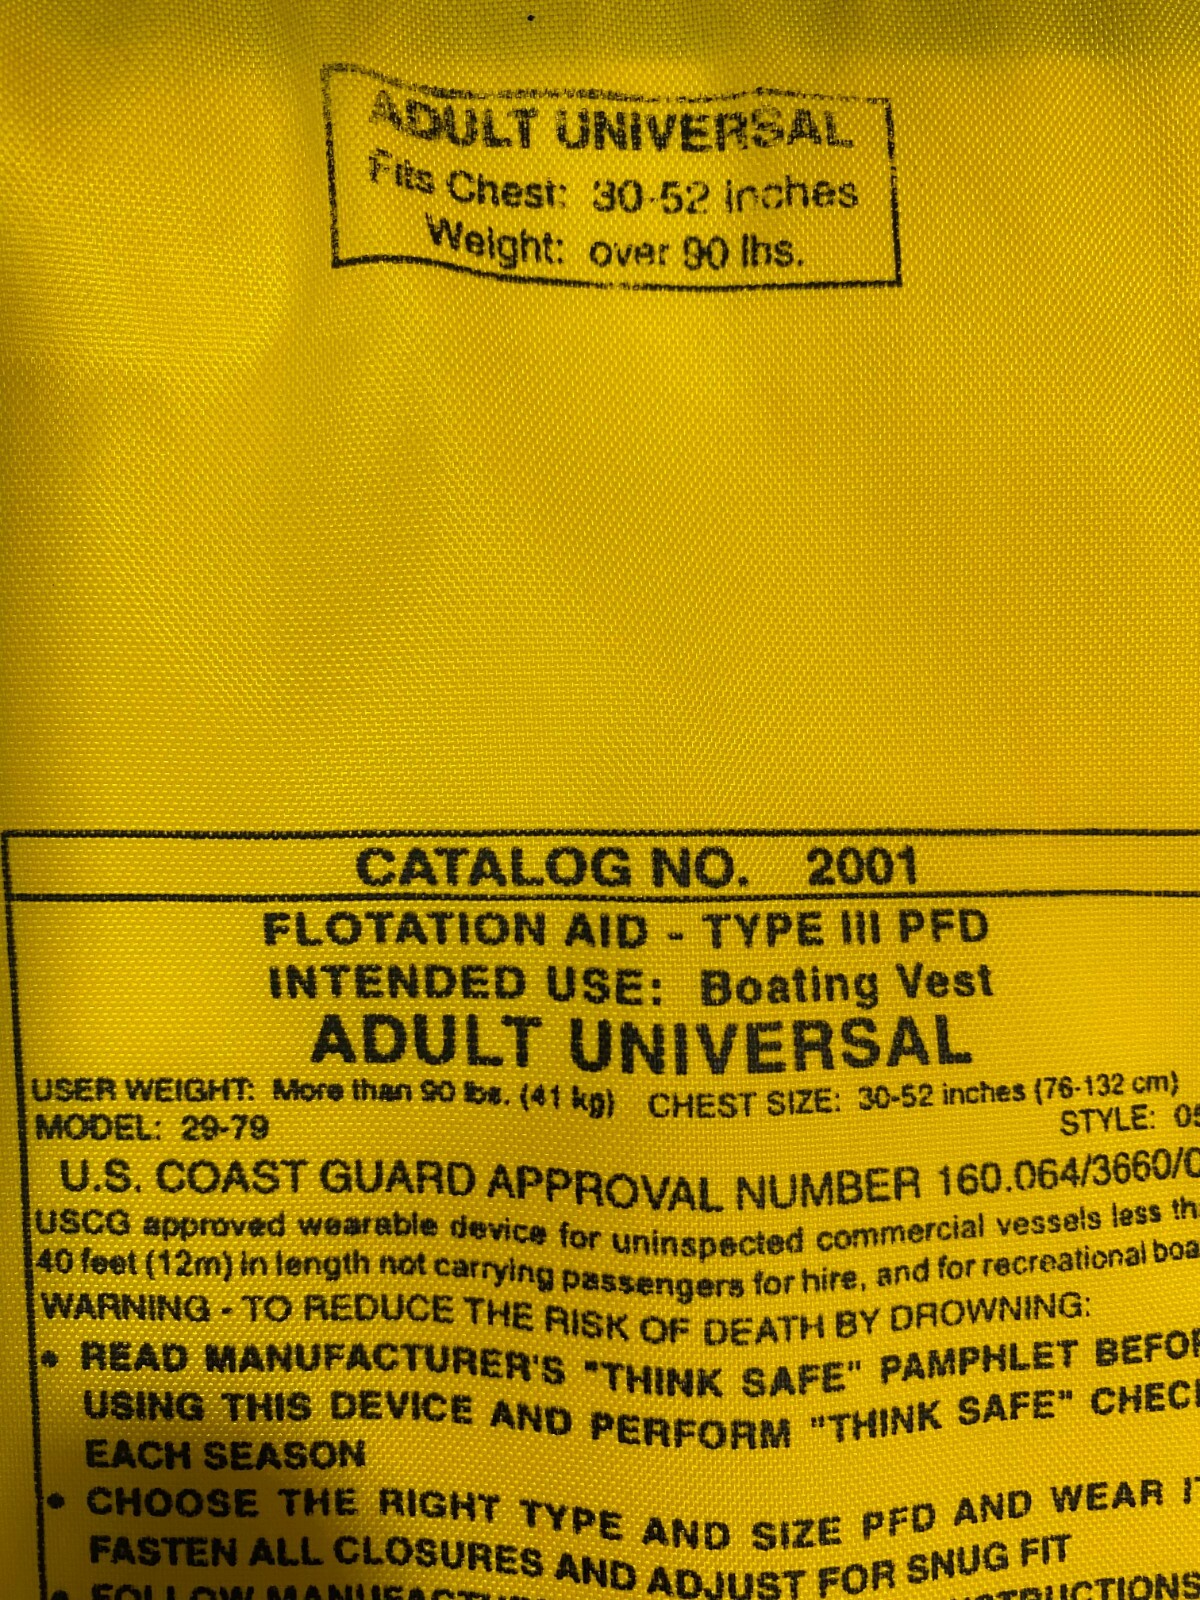 ADULT UNIVERSAL
Fits Chest: 30-52 inches
Weight: over 90 lbs.
CATALOG NO. 2001
FLOTATION AID - TYPE III PFD
INTENDED USE: Boating Vest
ADULT UNIVERSAL
USER WEIGHT: More than 90 lbs. (41 kg) CHEST SIZE: 30-52 inches (76-132 cm)
MODEL: 29-79 STYLE:
U.S. COAST GUARD APPROVAL NUMBER 160.064/3660/
USCG approved wearable device for uninspected commercial vessels less
40 feet (12m) in length not carrying passengers for hire, and for recreational
WARNING - TO REDUCE THE RISK OF DEATH BY DROWNING:
• READ MANUFACTURER'S "THINK SAFE" PAMPHLET
USING THIS DEVICE AND PERFORM "THINK SAFE"
EACH SEASON
• CHOOSE THE RIGHT TYPE AND SIZE PFD AND WEAR
FASTEN ALL CLOSURES AND ADJUST FOR SNUG FIT
• FOLLOW